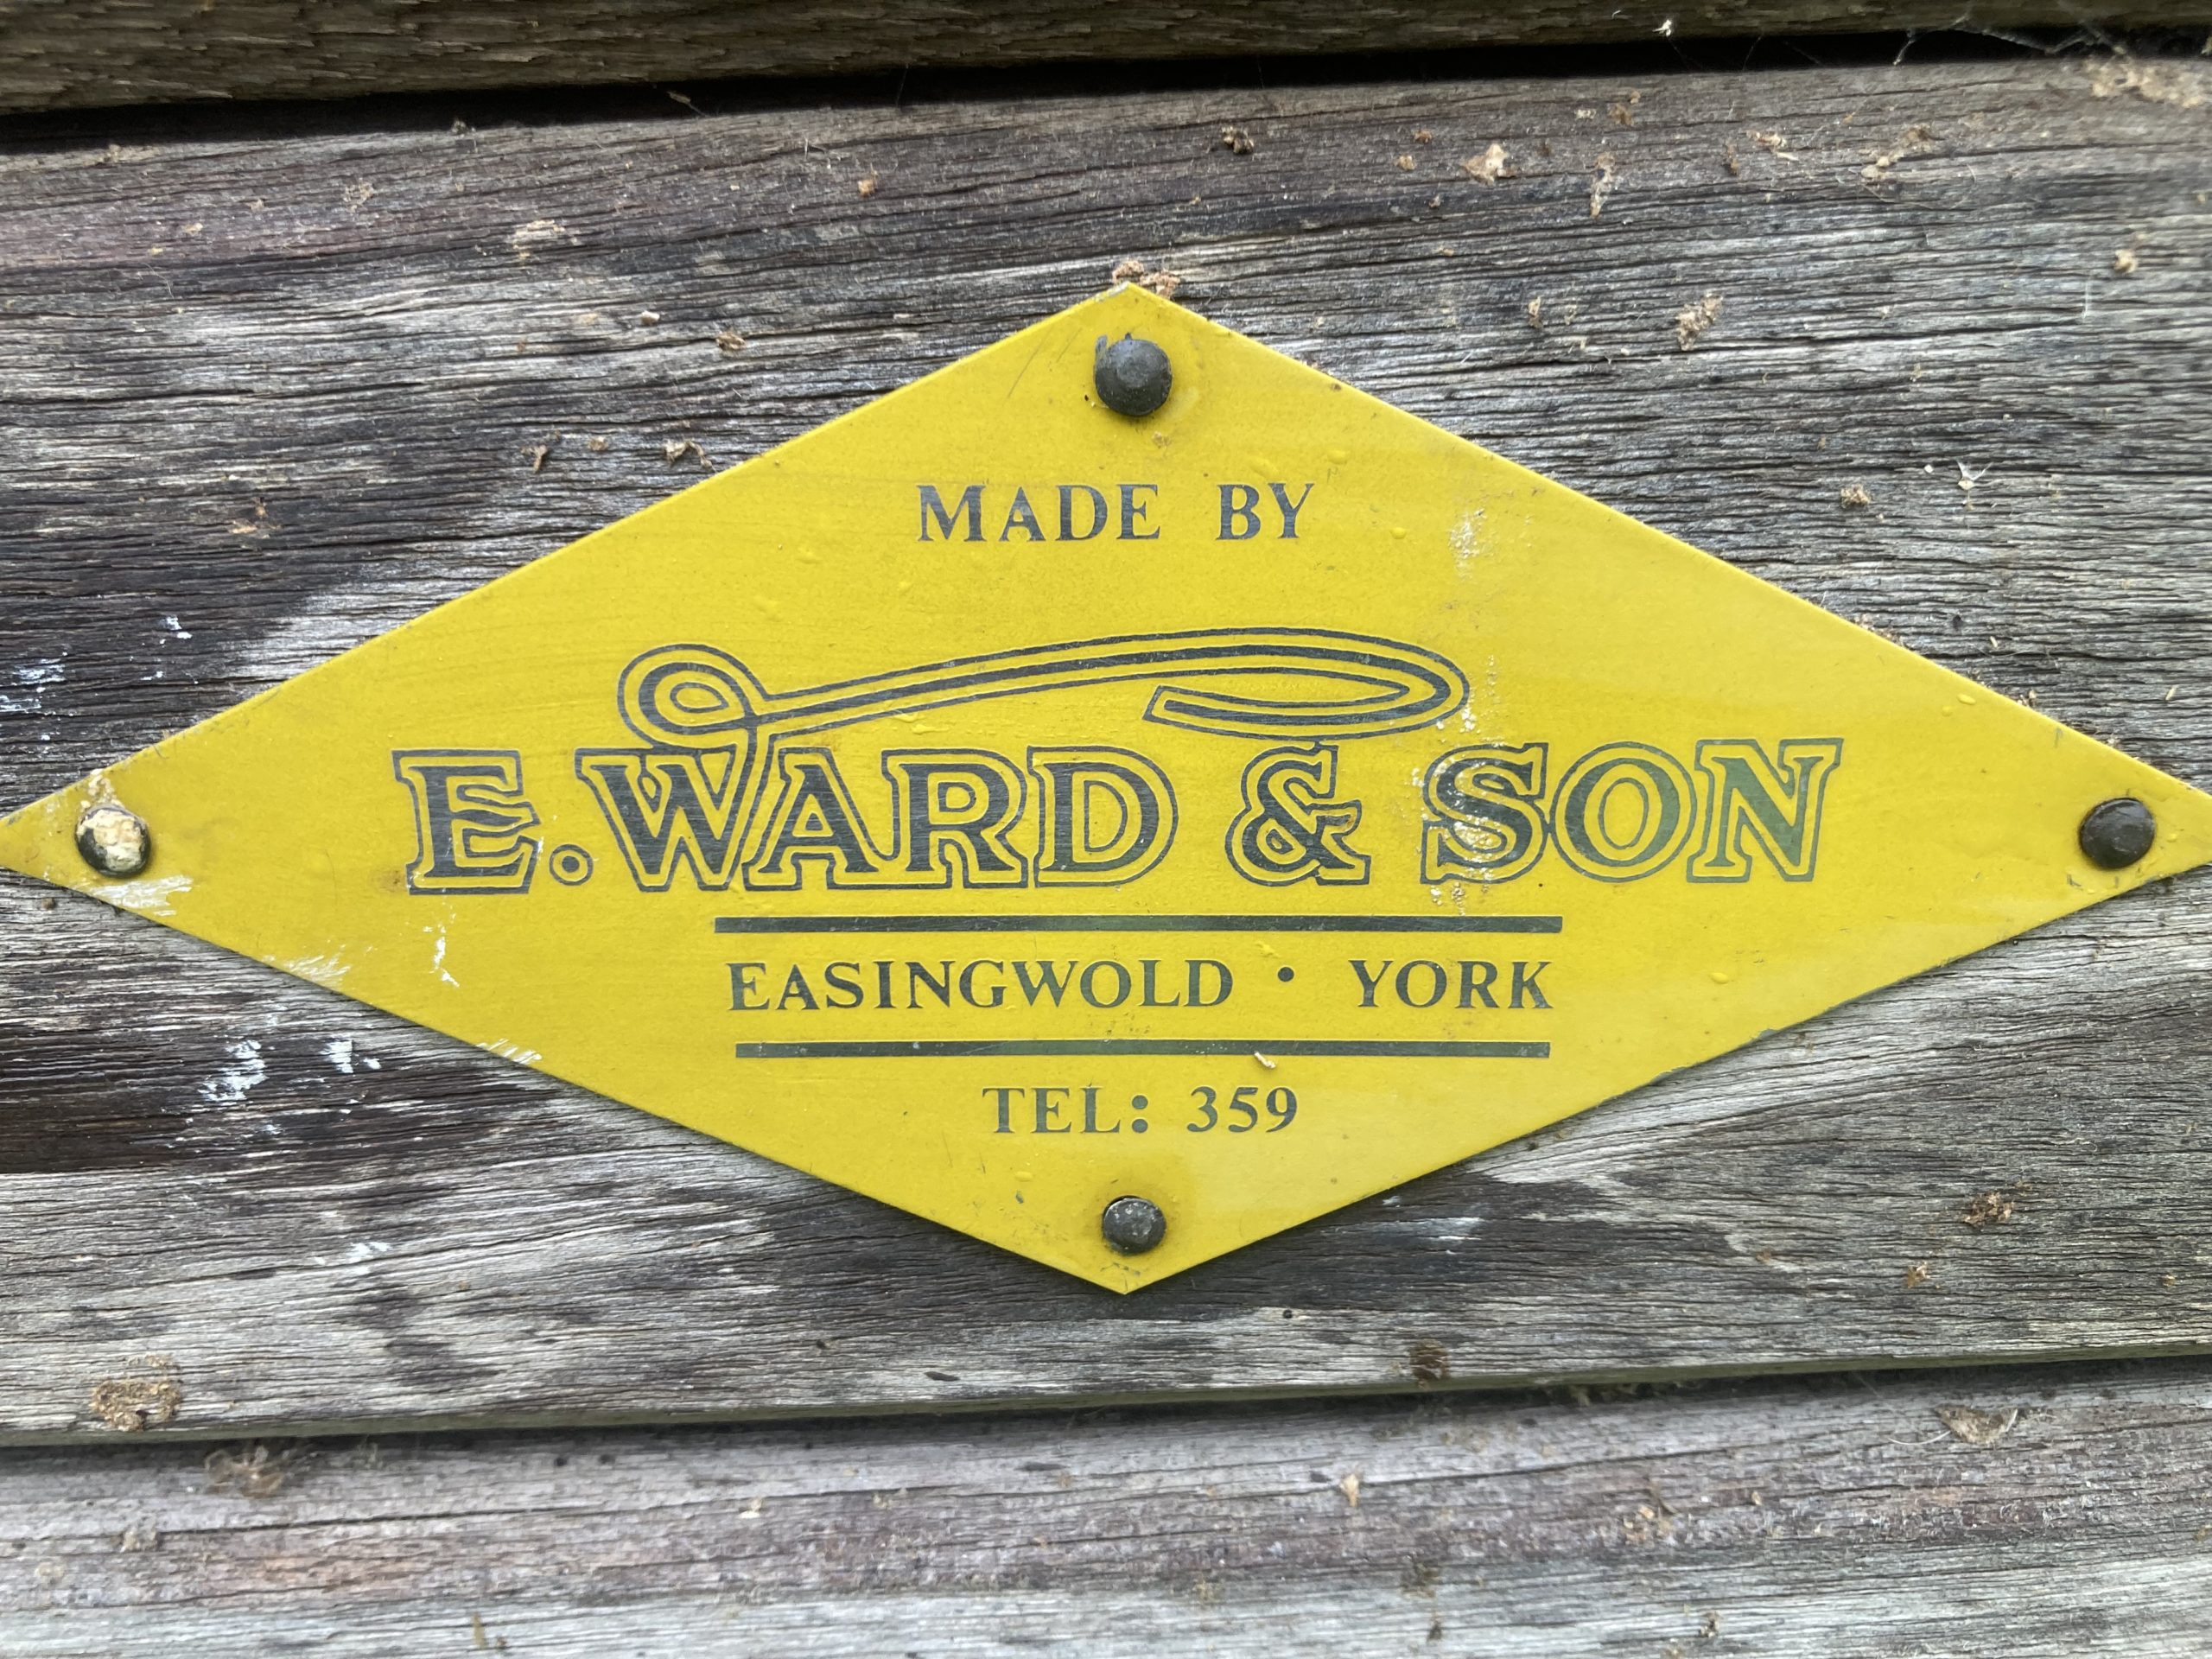 MADE BY
E. WARD & SON
EASINGWOLD • YORK
TEL: 359